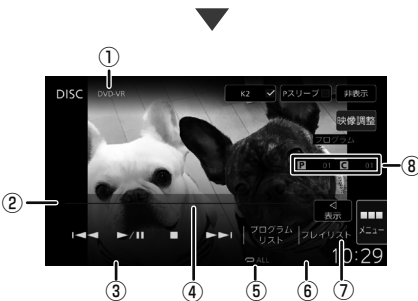 ①
DISC DVD-VR K2 Pスリープ 非表示
映像調整
プログラム
P 01 C 01 ⑧
②
表示
プログラム
リスト プレイリスト メニュー
ALL 10:29
③ ④ ⑤ ⑥ ⑦